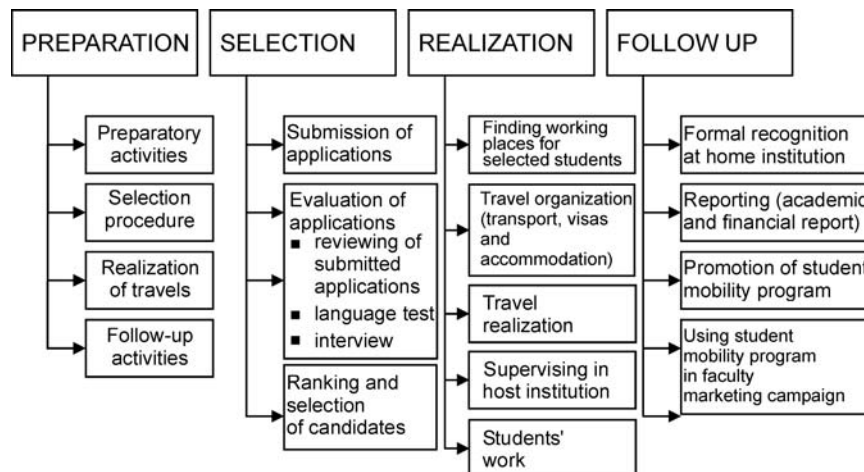 PREPARATION
Preparatory
activities
Selection
procedure
Realization
of travels
Follow-up
activities
SELECTION
Submission of
applications
Evaluation of
applications
▪ reviewing of
submitted
applications
▪ language test
▪ interview
Ranking and
selection
of candidates
REALIZATION
Finding working
places for
selected students
Travel organization
(transport, visas
and
accommodation)
Travel
realization
Supervising in
host institution
Students'
work
FOLLOW UP
Formal recognition
at home institution
Reporting (academic
and financial report)
Promotion of student
mobility program
Using student
mobility program
in faculty
marketing campaign